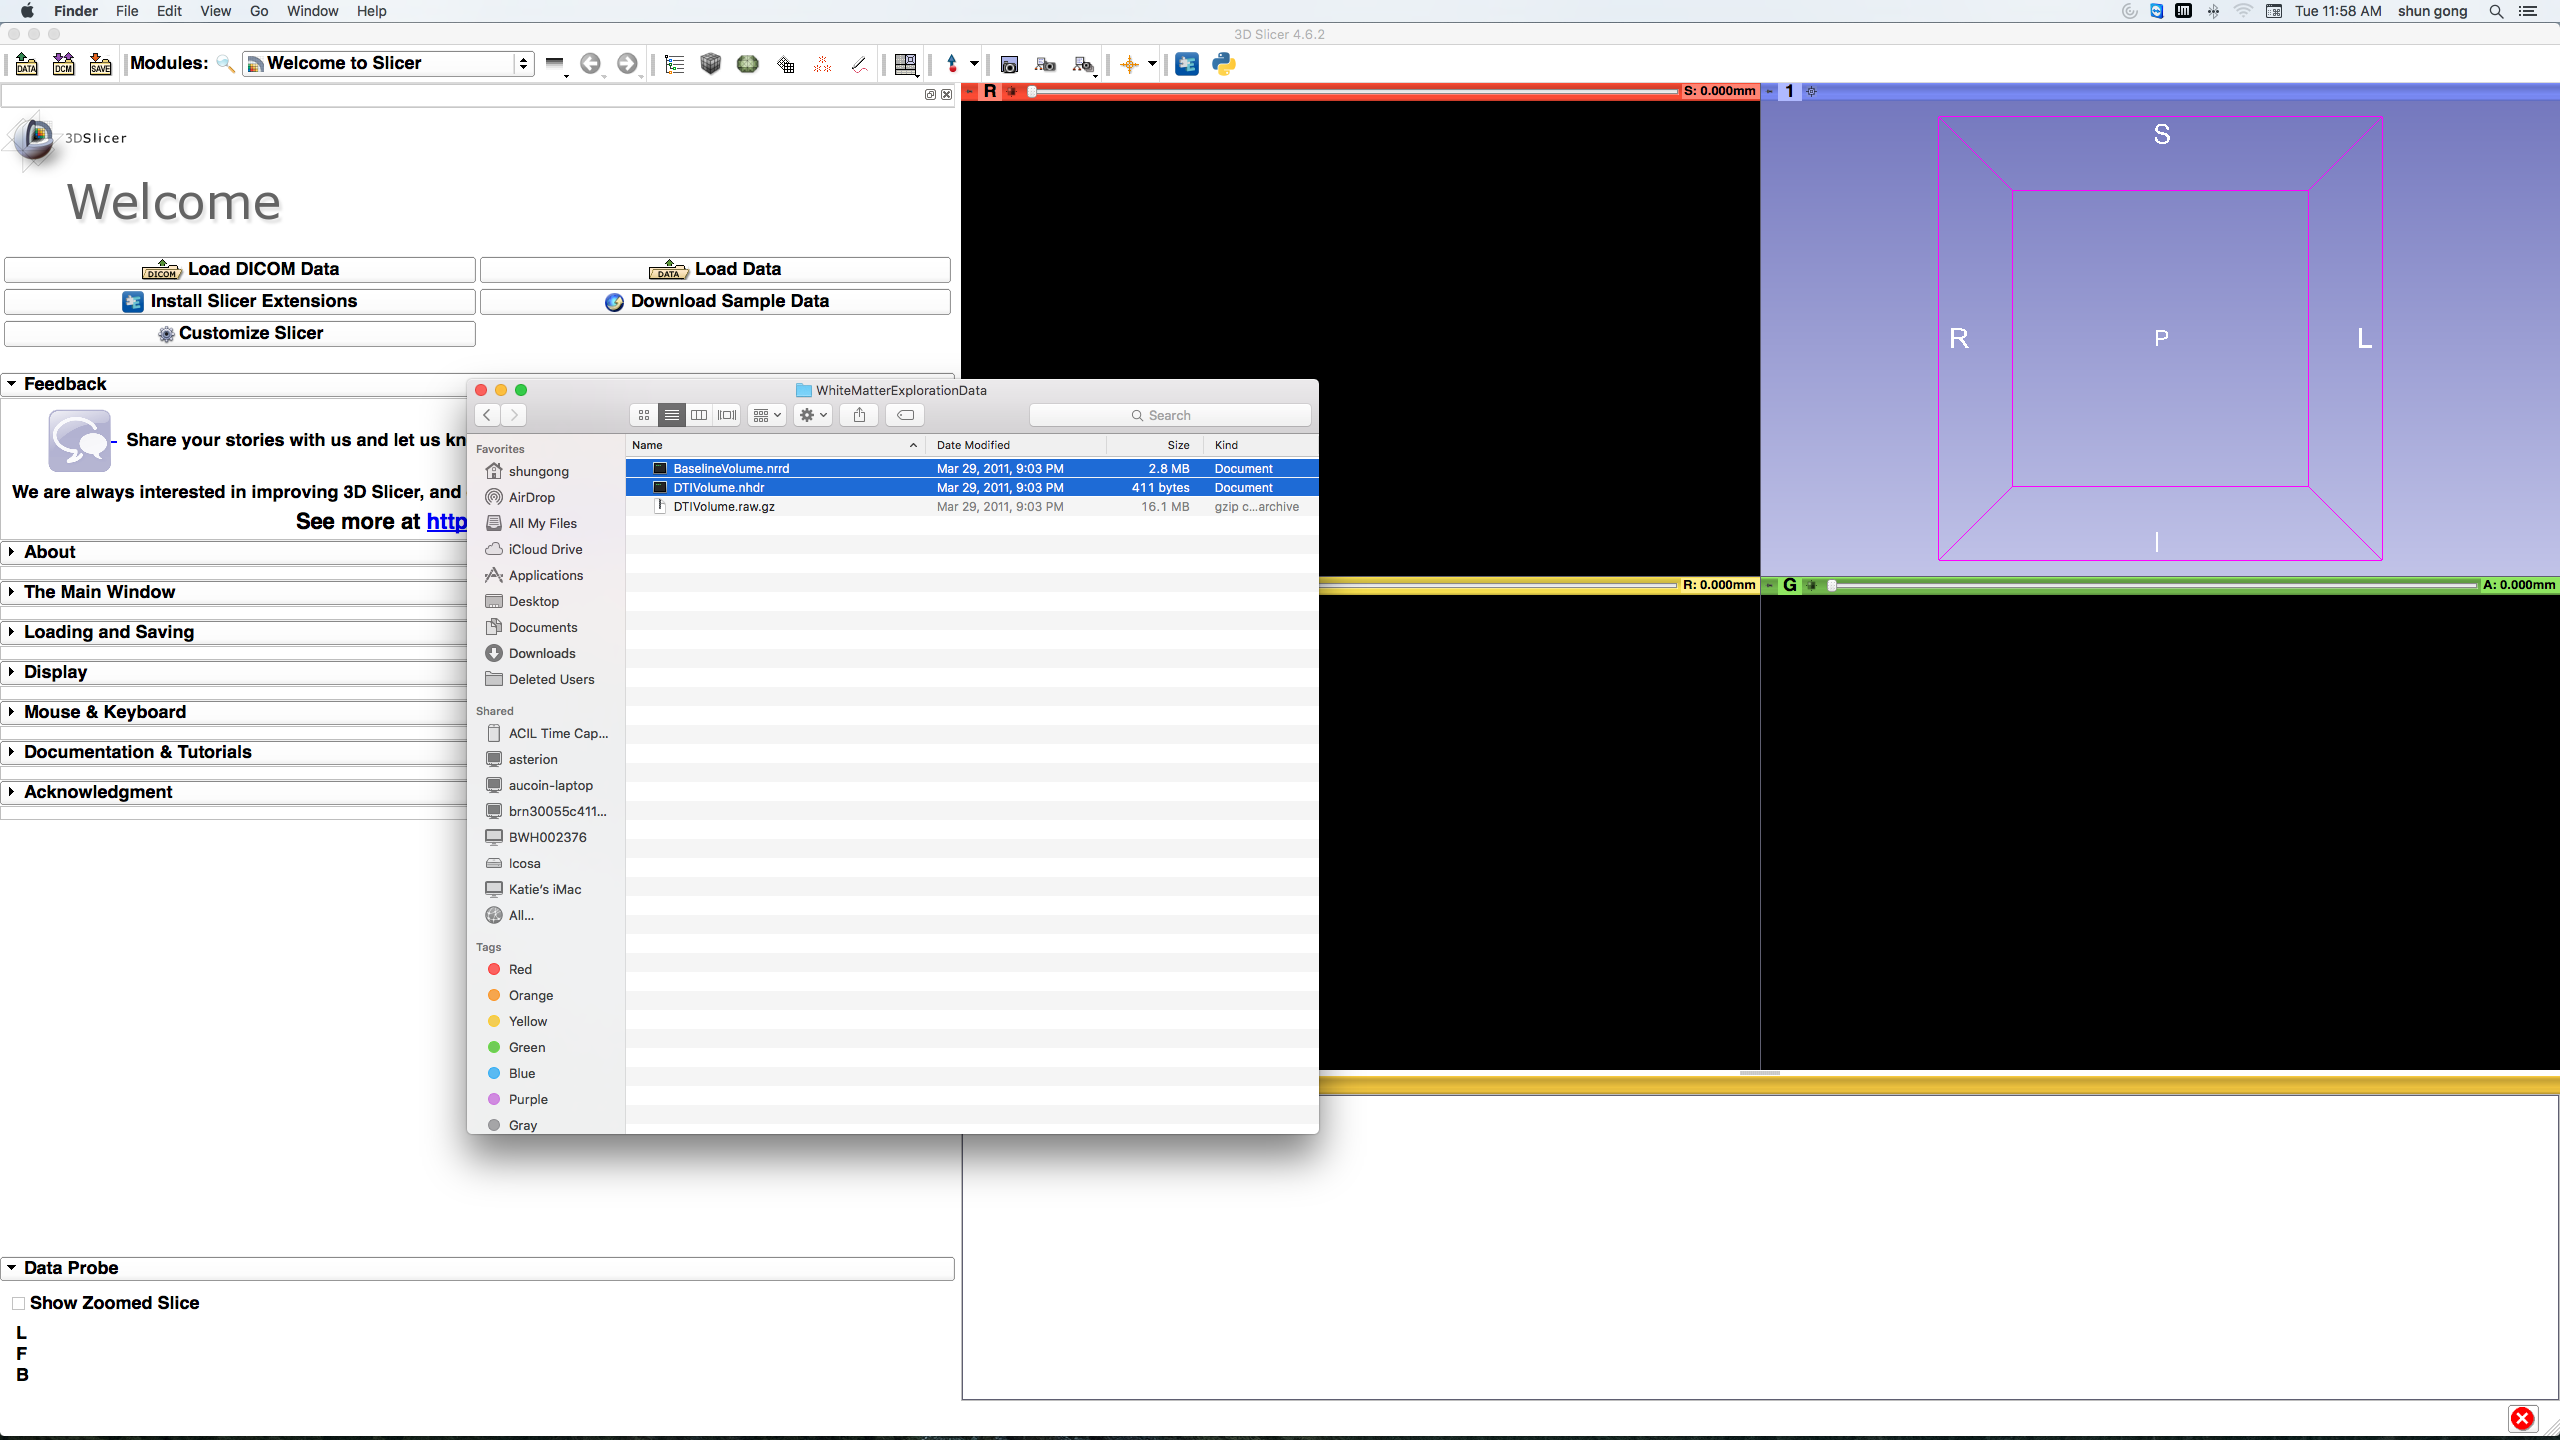 Finder File Edit View Go Window Help Tue 11:58 AM shun gong
3D Slicer 4.6.2
DATA DCM SAVE Modules: Welcome to Slicer
R S: 0.000mm 1
3DSlicer
Welcome
DICOM Load DICOM Data DATA Load Data
Install Slicer Extensions Download Sample Data
Customize Slicer
Feedback
Share your stories with us and let us kn
We are always interested in improving 3D Slicer, and
See more at http
About
The Main Window
Loading and Saving
Display
Mouse & Keyboard
Documentation & Tutorials
Acknowledgment
WhiteMatterExplorationData
Search
Favorites
shungong
AirDrop
All My Files
iCloud Drive
Applications
Desktop
Documents
Downloads
Deleted Users
Shared
ACIL Time Cap...
asterion
aucoin-laptop
brn30055c411...
BWH002376
Icosa
Katie's iMac
All...
Tags
Red
Orange
Yellow
Green
Blue
Purple
Gray
Name Date Modified Size Kind
BaselineVolume.nrrd Mar 29, 2011, 9:03 PM 2.8 MB Document
DTIVolume.nhdr Mar 29, 2011, 9:03 PM 411 bytes Document
DTIVolume.raw.gz Mar 29, 2011, 9:03 PM 16.1 MB gzip c...archive
S
R P L
I
R: 0.000mm G A: 0.000mm
Data Probe
Show Zoomed Slice
L
F
B